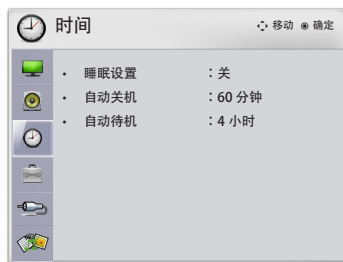 时间
移动 确定
· 睡眠设置 ：关
· 自动关机 ：60 分钟
· 自动待机 ：4 小时